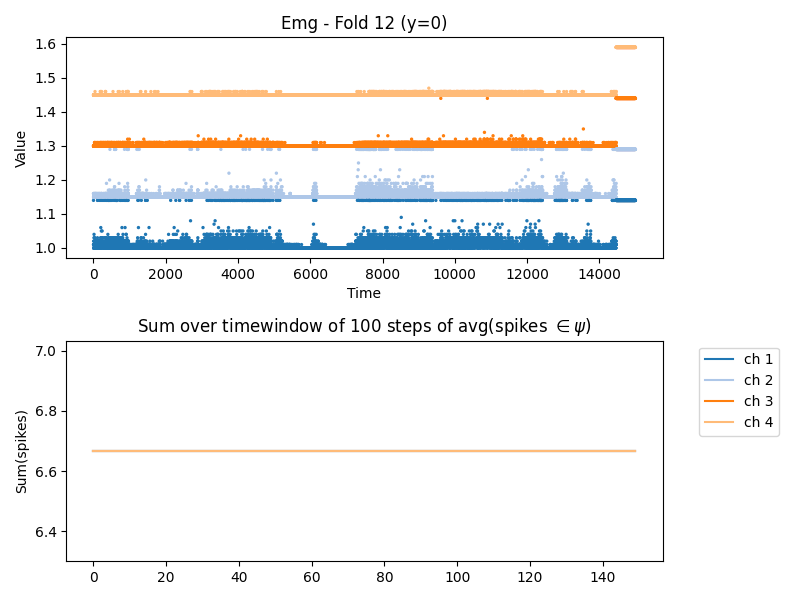 Emg - Fold 12 (y=0)
Value
1.6
1.5
1.4
1.3
1.2
1.1
1.0
0 2000 4000 6000 8000 10000 12000 14000
Time
Sum over timewindow of 100 steps of avg(spikes ∈ ψ)
Sum(spikes)
7.0
6.8
6.6
6.4
0 20 40 60 80 100 120 140
ch 1
ch 2
ch 3
ch 4